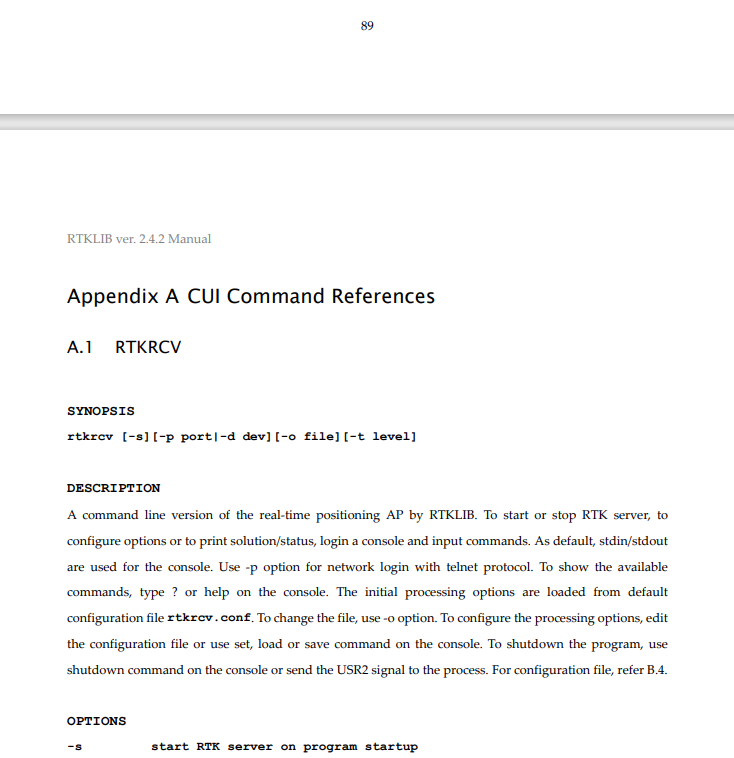 89
RTKLIB ver. 2.4.2 Manual
Appendix A CUI Command References
A.1 RTKRCV
SYNOPSIS
rtkrcv [-s][-p port|-d dev][-o file][-t level]
DESCRIPTION
A command line version of the real-time positioning AP by RTKLIB. To start or stop RTK server, to
configure options or to print solution/status, login a console and input commands. As default, stdin/stdout
are used for the console. Use -p option for network login with telnet protocol. To show the available
commands, type ? or help on the console. The initial processing options are loaded from default
configuration file rtkrcv.conf. To change the file, use -o option. To configure the processing options, edit
the configuration file or use set, load or save command on the console. To shutdown the program, use
shutdown command on the console or send the USR2 signal to the process. For configuration file, refer B.4.
OPTIONS
-s start RTK server on program startup